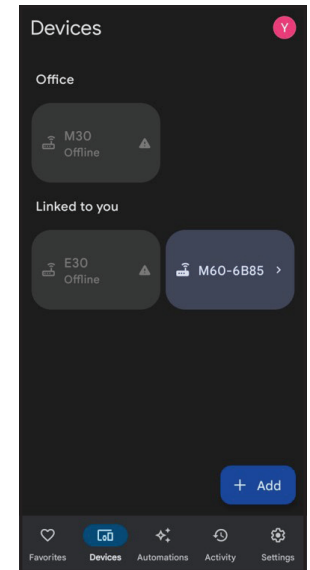 Devices
Y
Office
M30
Offline
Linked to you
E30
Offline
M60-6B85
+ Add
Favorites
Devices
Automations
Activity
Settings